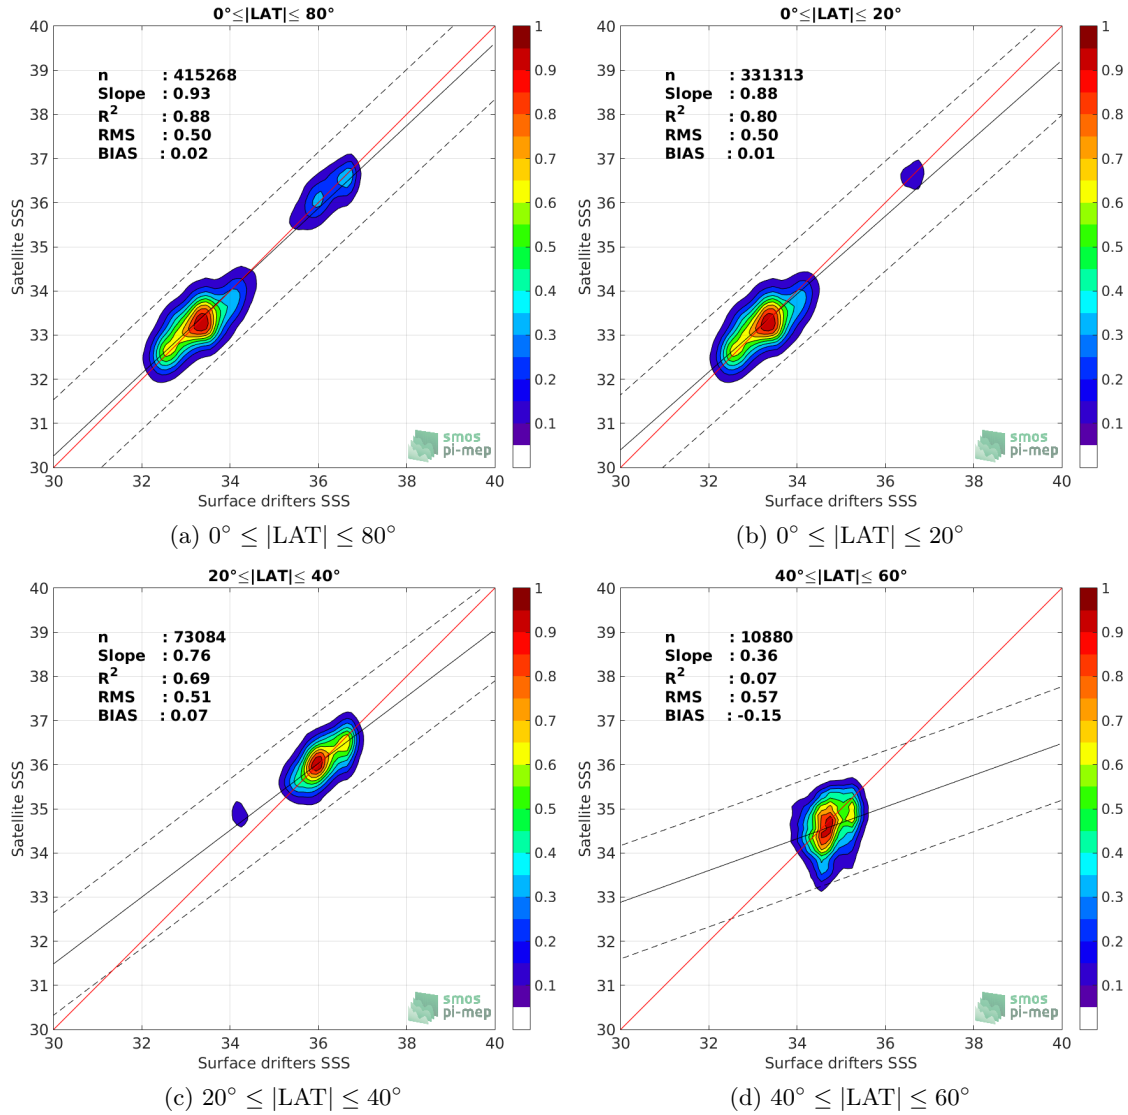 0°≤|LAT|≤ 80°
n : 415268
Slope : 0.93
R² : 0.88
RMS : 0.50
BIAS : 0.02
Satellite SSS
40
39
38
37
36
35
34
33
32
31
30
30 32 34 36 38 40
Surface drifters SSS
1
0.9
0.8
0.7
0.6
0.5
0.4
0.3
0.2
0.1
smos
pi-mep
(a) 0° ≤ |LAT| ≤ 80°
0°≤|LAT|≤ 20°
n : 331313
Slope : 0.88
R² : 0.80
RMS : 0.50
BIAS : 0.01
Satellite SSS
40
39
38
37
36
35
34
33
32
31
30
30 32 34 36 38 40
Surface drifters SSS
1
0.9
0.8
0.7
0.6
0.5
0.4
0.3
0.2
0.1
smos
pi-mep
(b) 0° ≤ |LAT| ≤ 20°
20°≤|LAT|≤ 40°
n : 73084
Slope : 0.76
R² : 0.69
RMS : 0.51
BIAS : 0.07
Satellite SSS
40
39
38
37
36
35
34
33
32
31
30
30 32 34 36 38 40
Surface drifters SSS
1
0.9
0.8
0.7
0.6
0.5
0.4
0.3
0.2
0.1
smos
pi-mep
(c) 20° ≤ |LAT| ≤ 40°
40°≤|LAT|≤ 60°
n : 10880
Slope : 0.36
R² : 0.07
RMS : 0.57
BIAS : -0.15
Satellite SSS
40
39
38
37
36
35
34
33
32
31
30
30 32 34 36 38 40
Surface drifters SSS
1
0.9
0.8
0.7
0.6
0.5
0.4
0.3
0.2
0.1
smos
pi-mep
(d) 40° ≤ |LAT| ≤ 60°